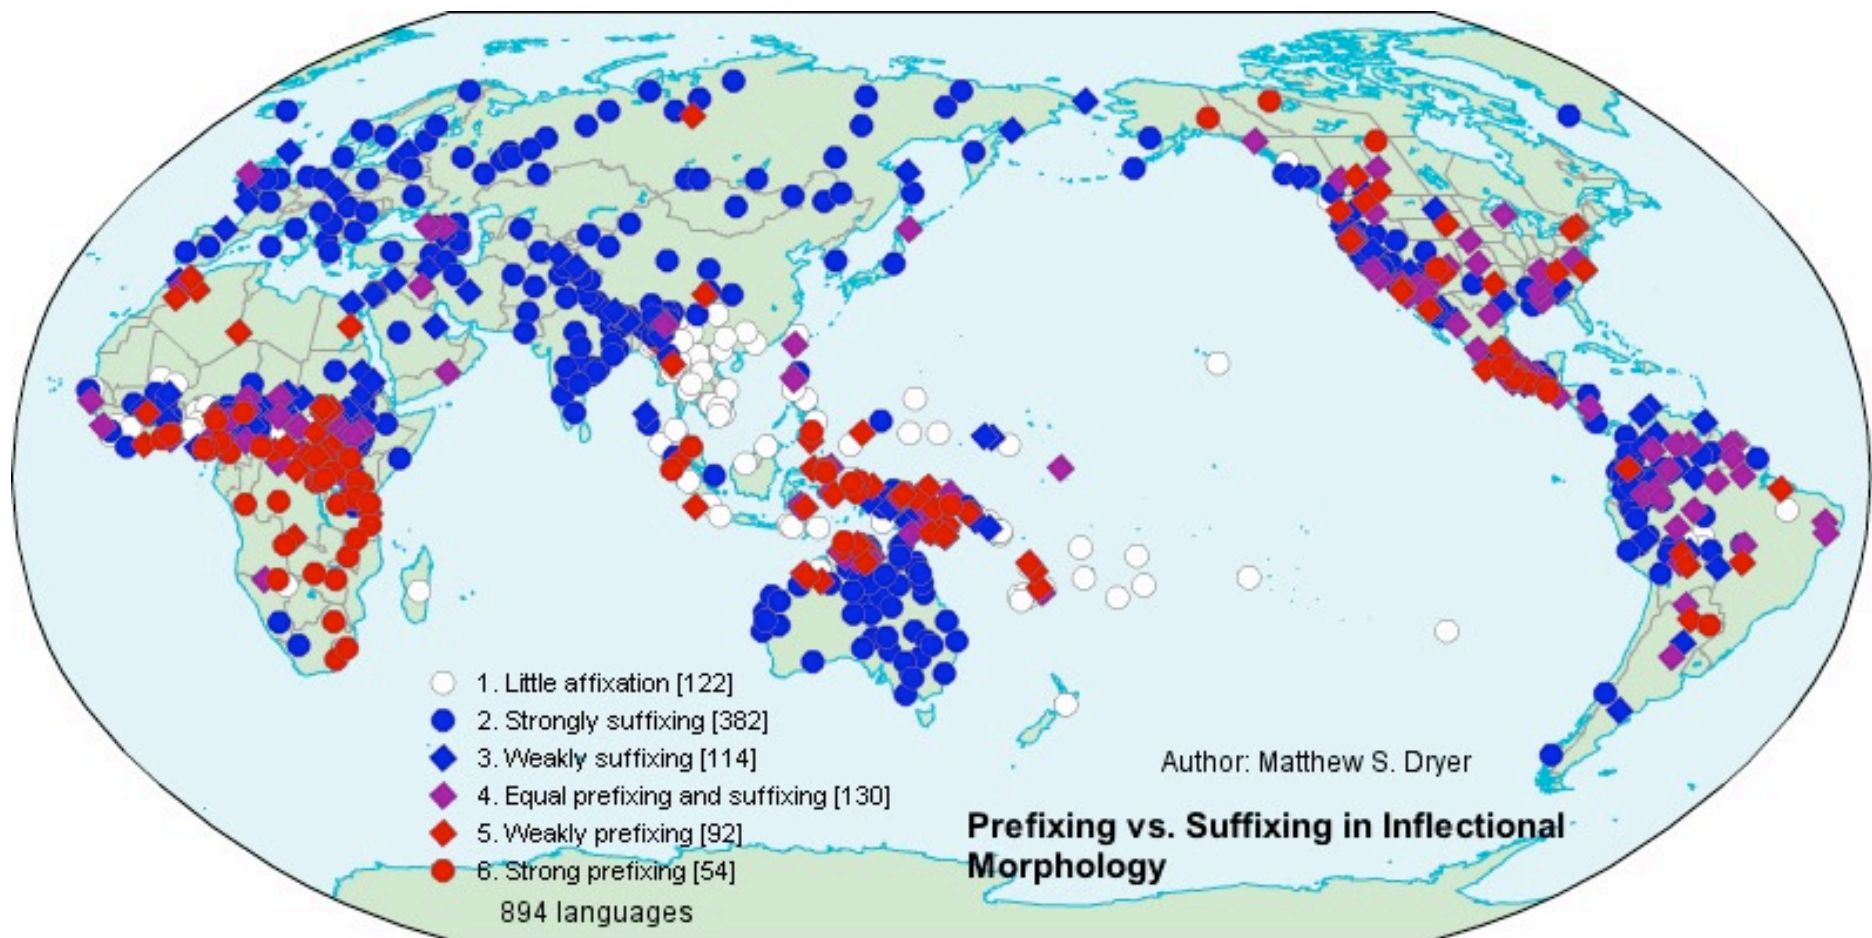 1. Little affixation [122]
2. Strongly suffixing [382]
3. Weakly suffixing [114]
4. Equal prefixing and suffixing [130]
5. Weakly prefixing [92]
6. Strong prefixing [54]
894 languages
Author: Matthew S. Dryer
Prefixing vs. Suffixing in Inflectional
Morphology